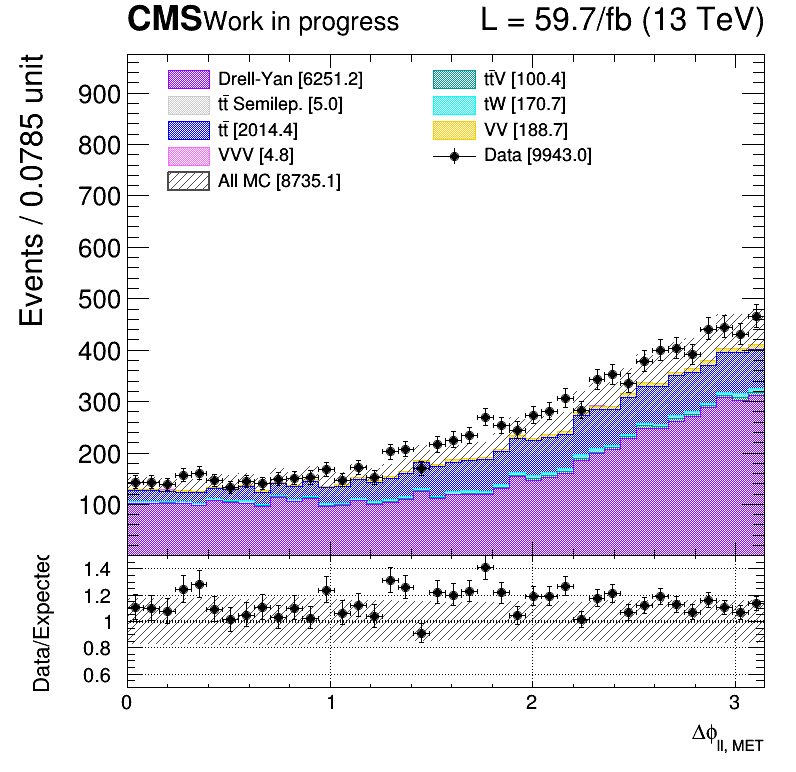 CMS Work in progress L = 59.7/fb (13 TeV)
Events / 0.0785 unit
900
800
700
600
500
400
300
200
100
Drell-Yan [6251.2]
tt̄ Semilep. [5.0]
tt̄ [2014.4]
VVV [4.8]
All MC [8735.1]
tt̄V [100.4]
tW [170.7]
VV [188.7]
Data [9943.0]
Data/Expected
1.4
1.2
1
0.8
0.6
0 1 2 3
Δϕll, MET